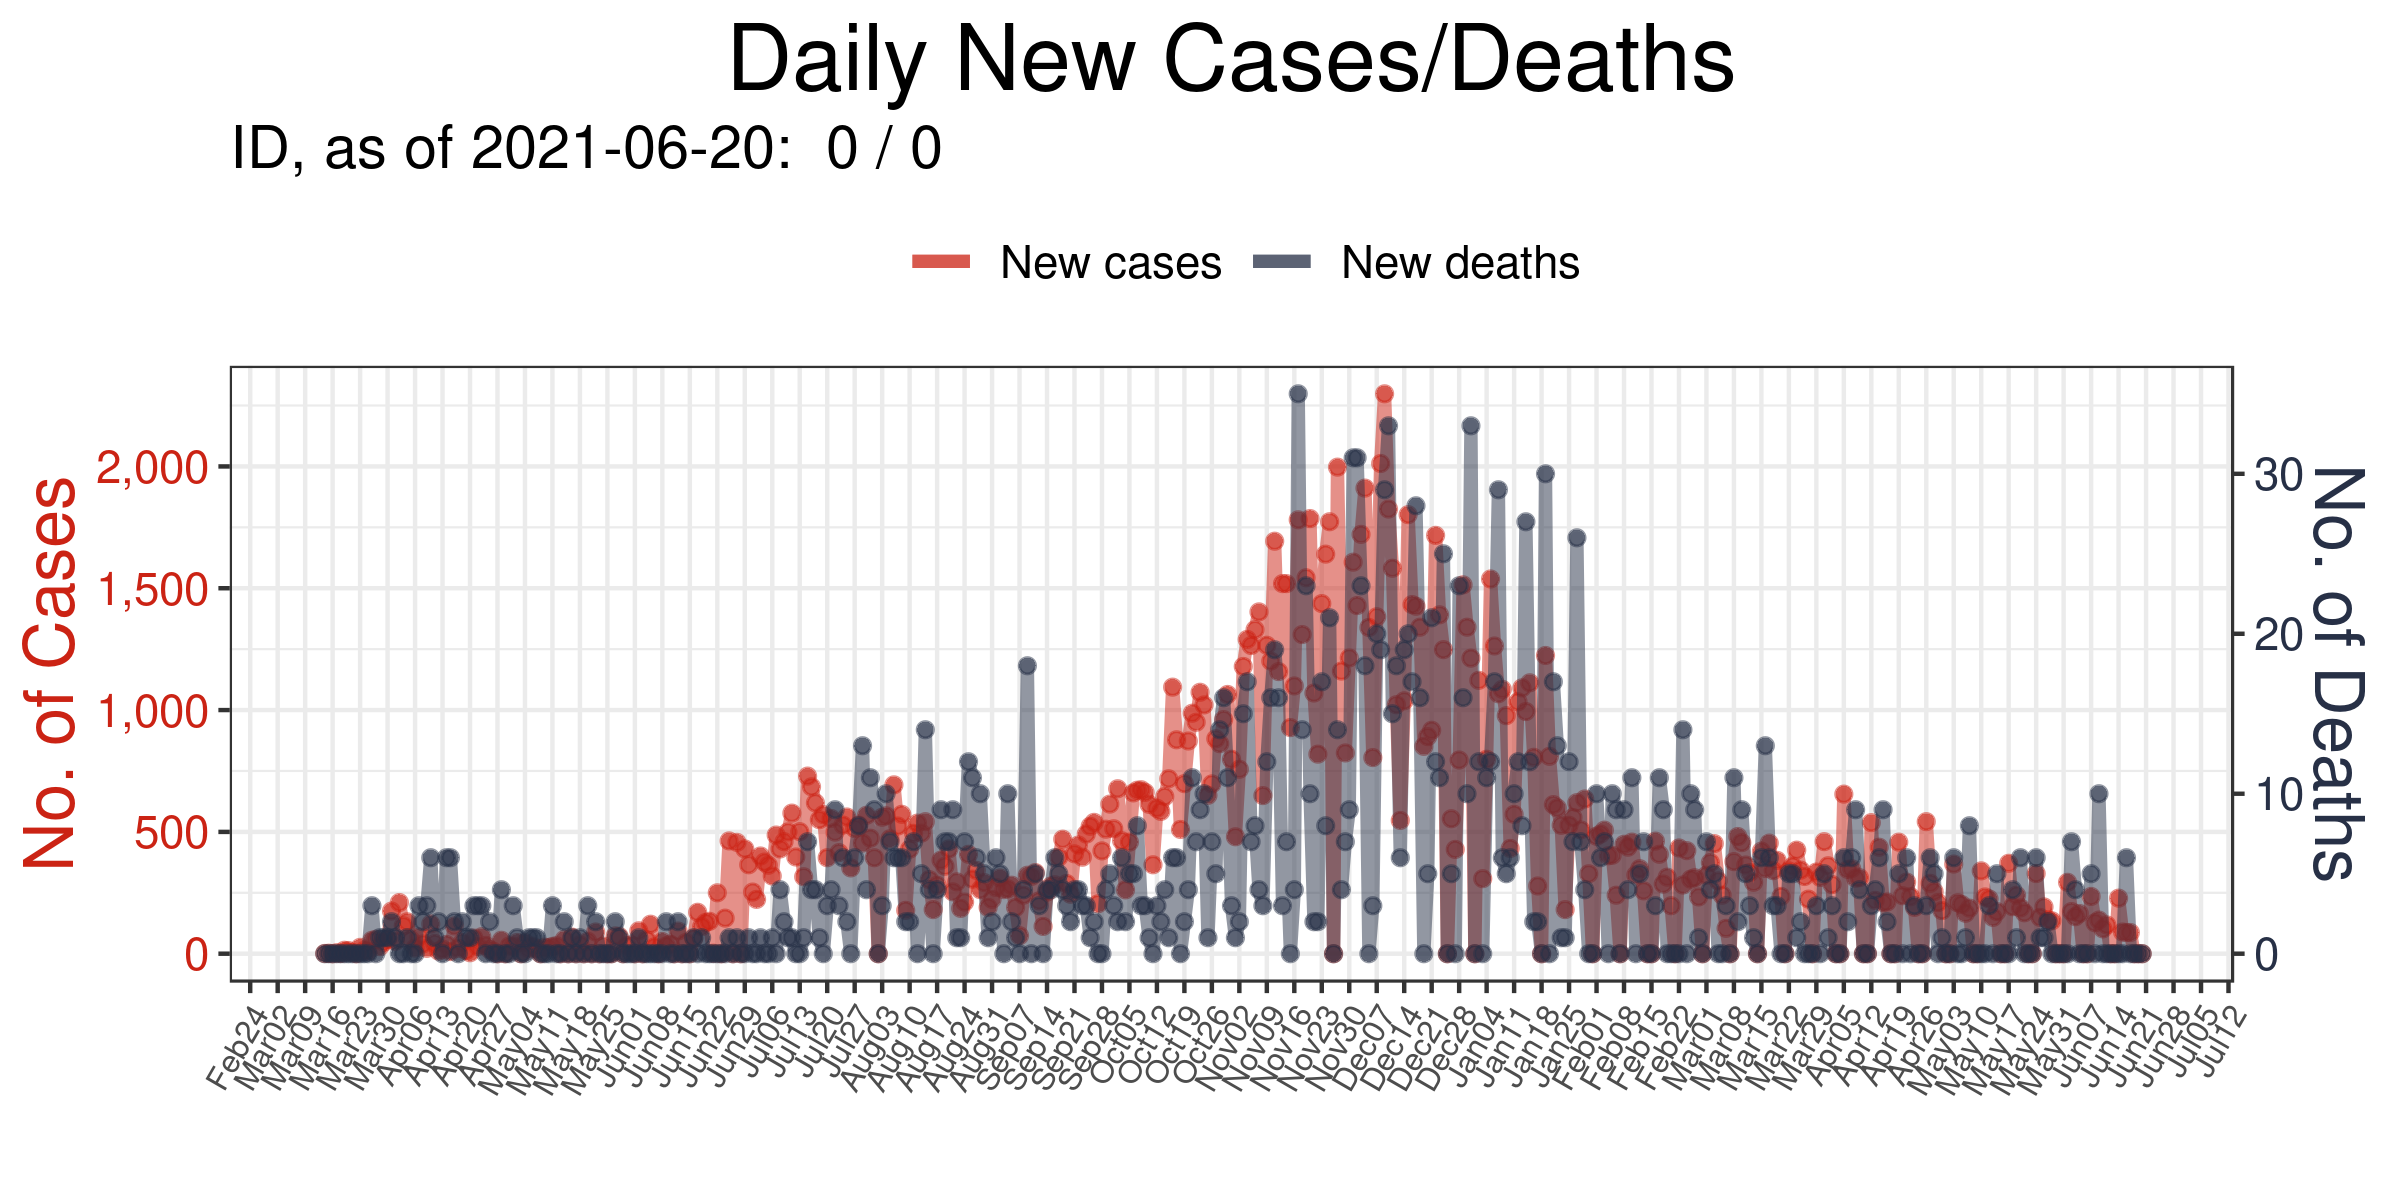 Daily New Cases/Deaths
ID, as of 2021-06-20:  0 / 0
New cases
New deaths
No. of Cases
2,000
1,500
1,000
500
0
30
20
10
0
No. of Deaths
Feb24
Mar02
Mar09
Mar16
Mar23
Mar30
Apr06
Apr13
Apr20
Apr27
May04
May11
May18
May25
Jun01
Jun08
Jun15
Jun22
Jun29
Jul06
Jul13
Jul20
Jul27
Aug03
Aug10
Aug17
Aug24
Aug31
Sep07
Sep14
Sep21
Sep28
Oct05
Oct12
Oct19
Oct26
Nov02
Nov09
Nov16
Nov23
Nov30
Dec07
Dec14
Dec21
Dec28
Jan04
Jan11
Jan18
Jan25
Feb01
Feb08
Feb15
Feb22
Mar01
Mar08
Mar15
Mar22
Mar29
Apr05
Apr12
Apr19
Apr26
May03
May10
May17
May24
May31
Jun07
Jun14
Jun21
Jun28
Jul05
Jul12